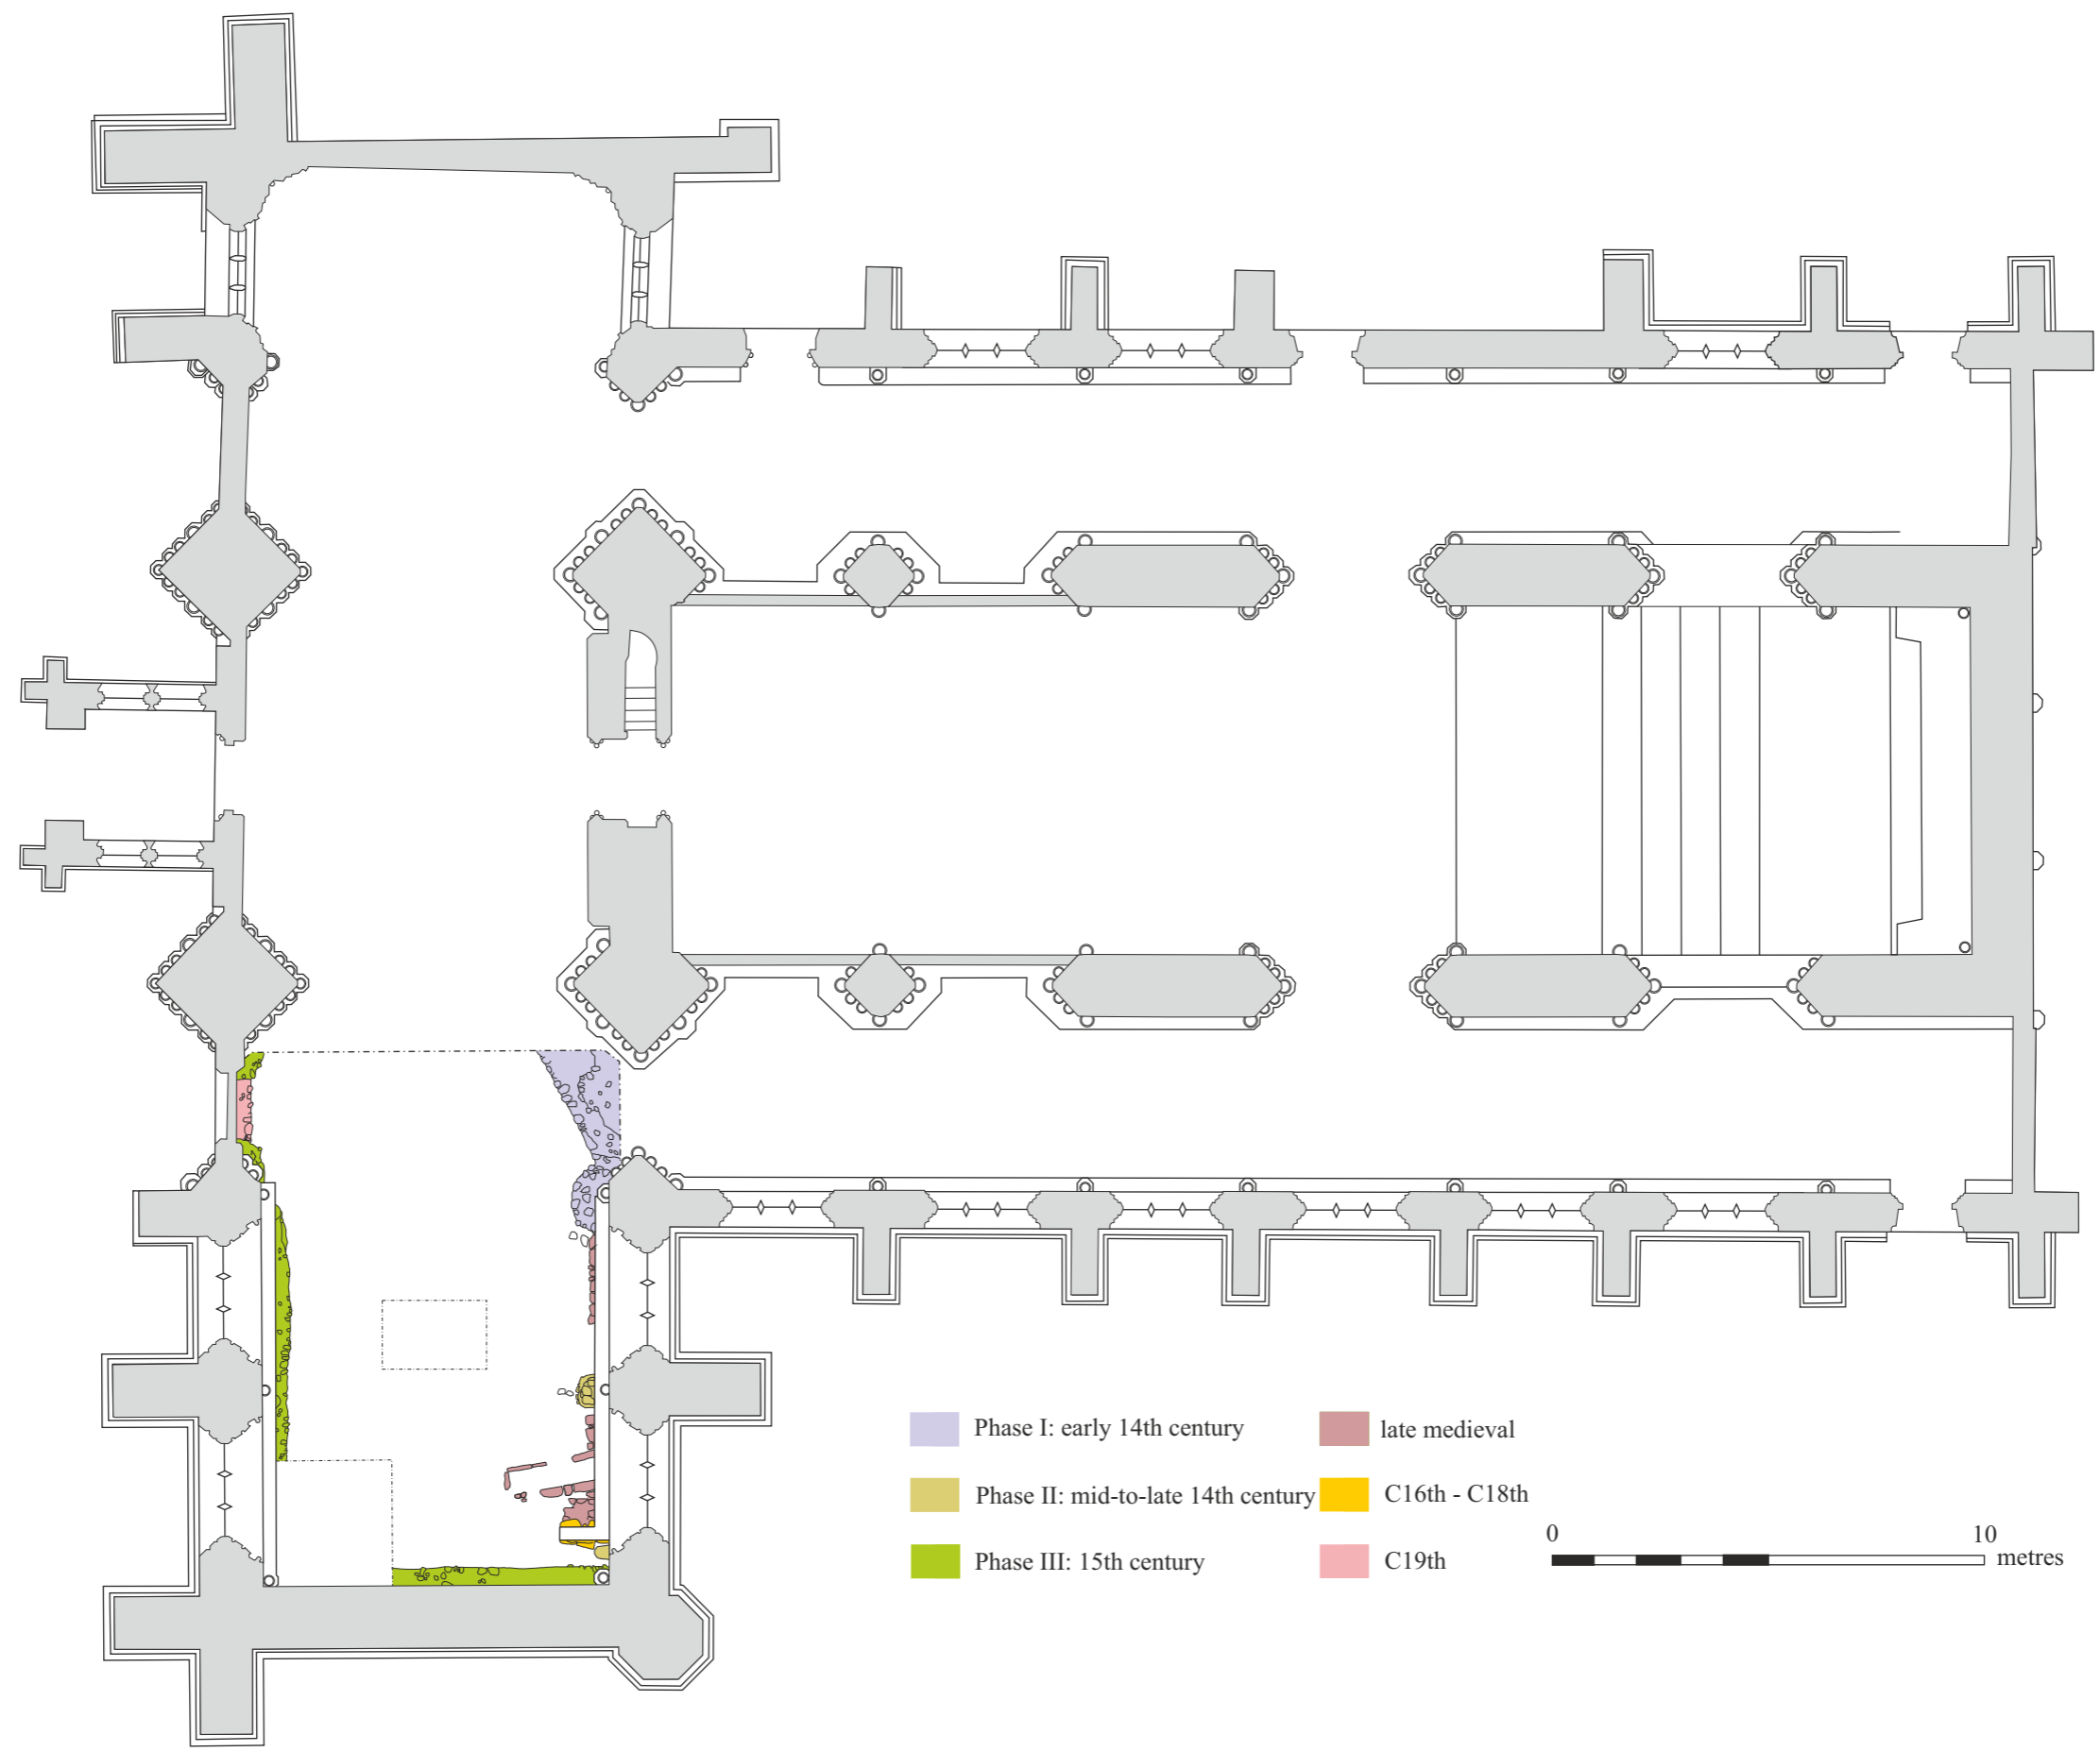 Phase I: early 14th century
Phase II: mid-to-late 14th century
Phase III: 15th century
late medieval
C16th - C18th
C19th
0 10
metres